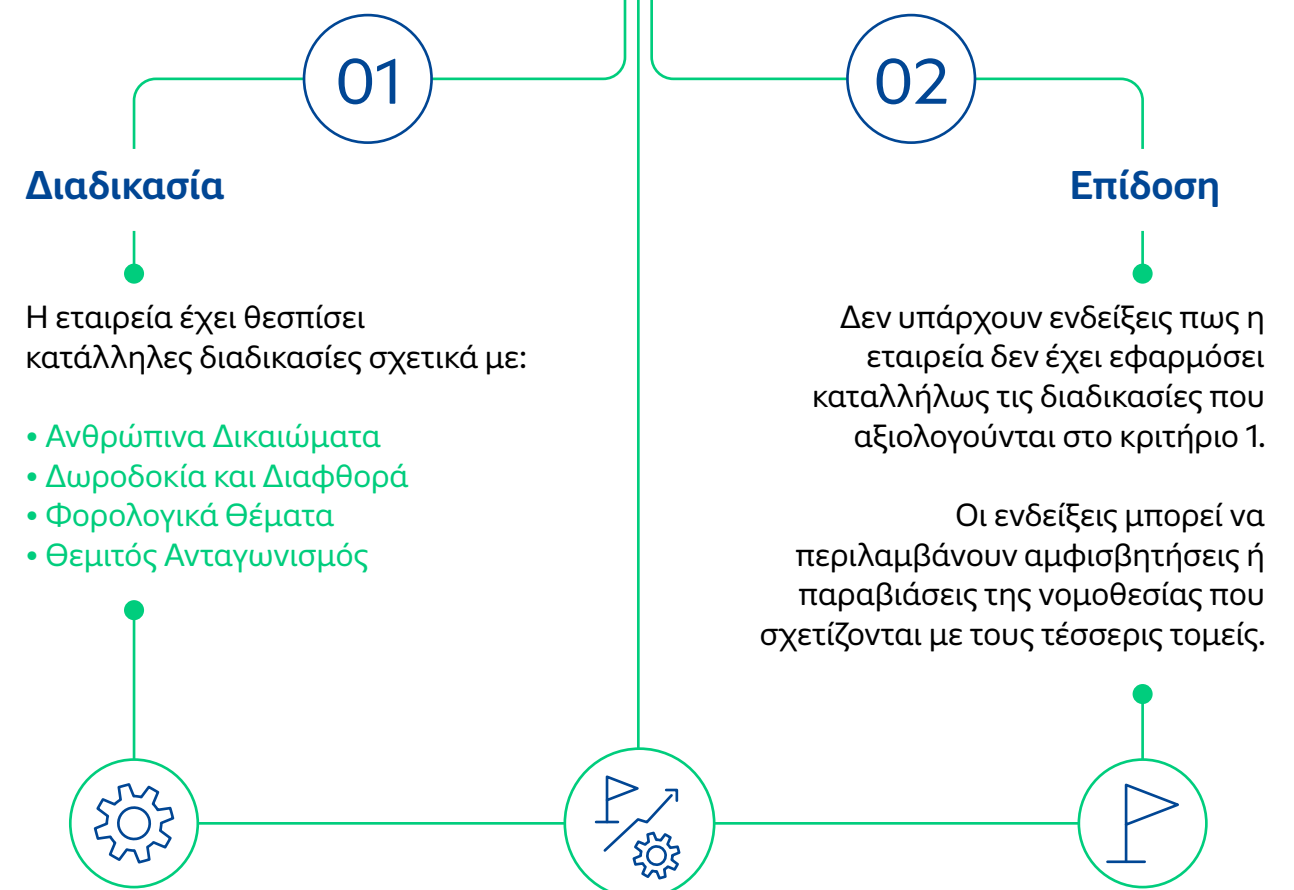 01
Διαδικασία
Η εταιρεία έχει θεσπίσει
κατάλληλες διαδικασίες σχετικά με:
• Ανθρώπινα Δικαιώματα
• Δωροδοκία και Διαφθορά
• Φορολογικά Θέματα
• Θεμιτός Ανταγωνισμός
02
Επίδοση
Δεν υπάρχουν ενδείξεις πως η
εταιρεία δεν έχει εφαρμόσει
καταλλήλως τις διαδικασίες που
αξιολογούνται στο κριτήριο 1.
Οι ενδείξεις μπορεί να
περιλαμβάνουν αμφισβητήσεις ή
παραβιάσεις της νομοθεσίας που
σχετίζονται με τους τέσσερις τομείς.